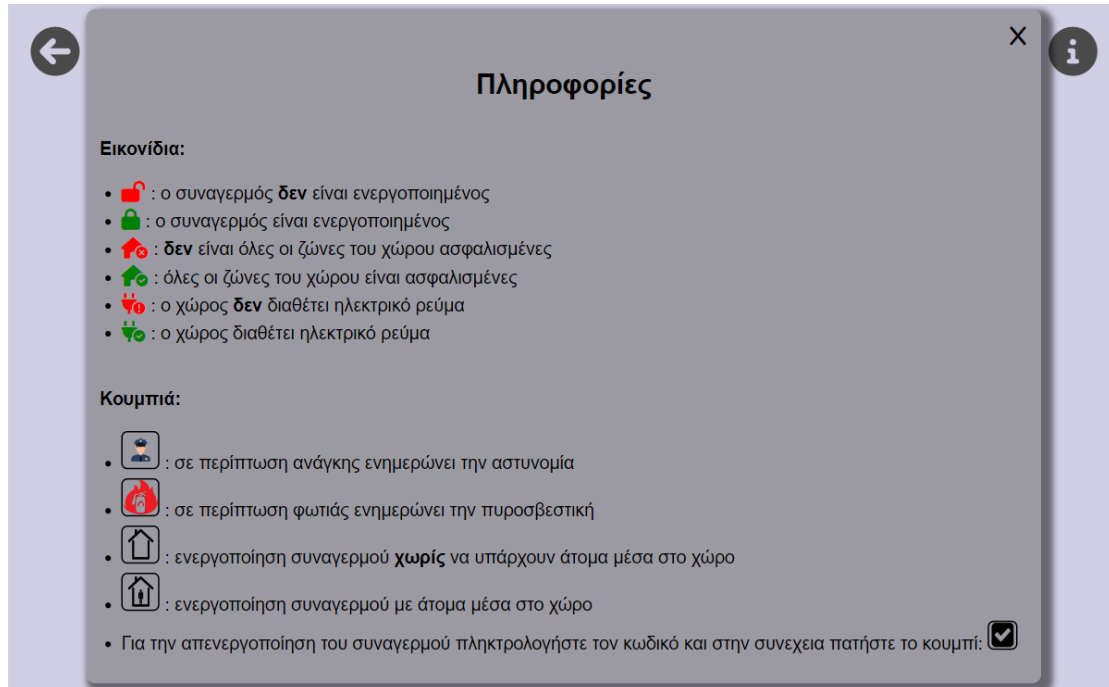 X
Πληροφορίες
Εικονίδια:
• : ο συναγερμός δεν είναι ενεργοποιημένος
• : ο συναγερμός είναι ενεργοποιημένος
• : δεν είναι όλες οι ζώνες του χώρου ασφαλισμένες
• : όλες οι ζώνες του χώρου είναι ασφαλισμένες
• : ο χώρος δεν διαθέτει ηλεκτρικό ρεύμα
• : ο χώρος διαθέτει ηλεκτρικό ρεύμα
Κουμπιά:
• : σε περίπτωση ανάγκης ενημερώνει την αστυνομία
• : σε περίπτωση φωτιάς ενημερώνει την πυροσβεστική
• : ενεργοποίηση συναγερμού χωρίς να υπάρχουν άτομα μέσα στο χώρο
• : ενεργοποίηση συναγερμού με άτομα μέσα στο χώρο
• Για την απενεργοποίηση του συναγερμού πληκτρολογήστε τον κωδικό και στην συνεχεια πατήστε το κουμπί: